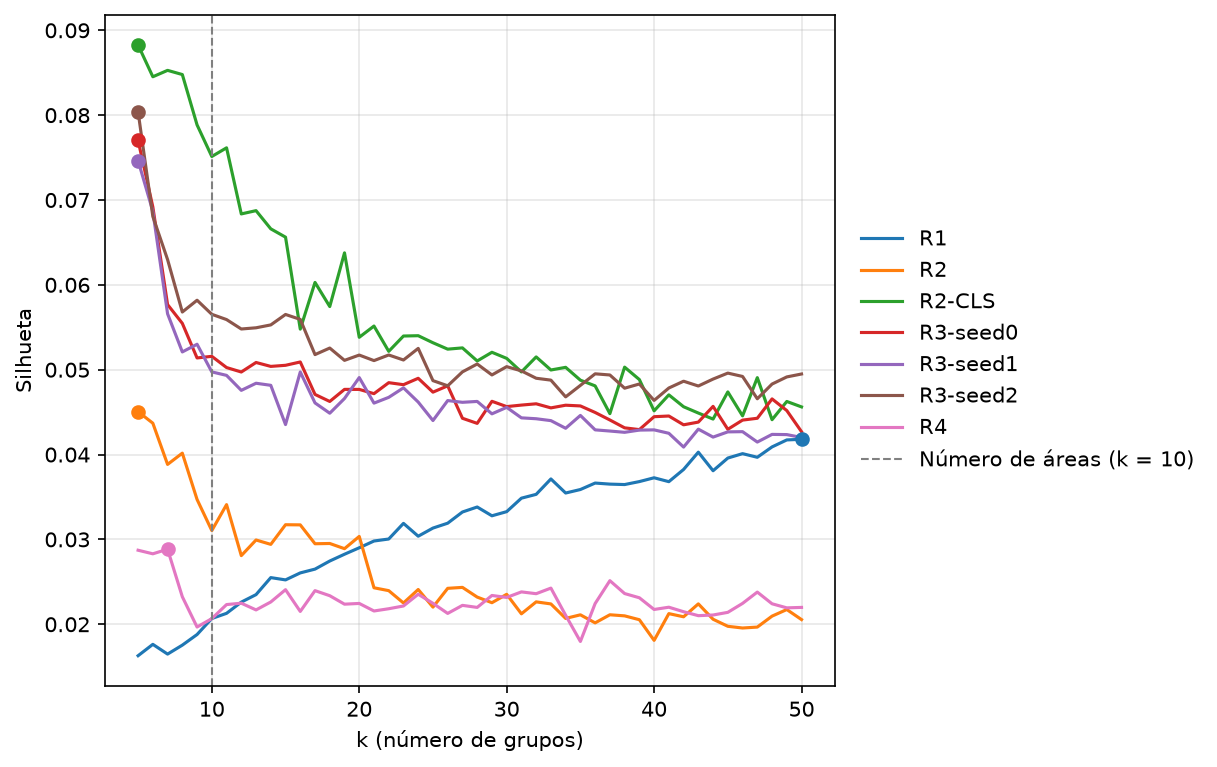 0.09
0.08
0.07
0.06
0.05
0.04
0.03
0.02
Silhueta
10 20 30 40 50
k (número de grupos)
R1
R2
R2-CLS
R3-seed0
R3-seed1
R3-seed2
R4
Número de áreas (k = 10)